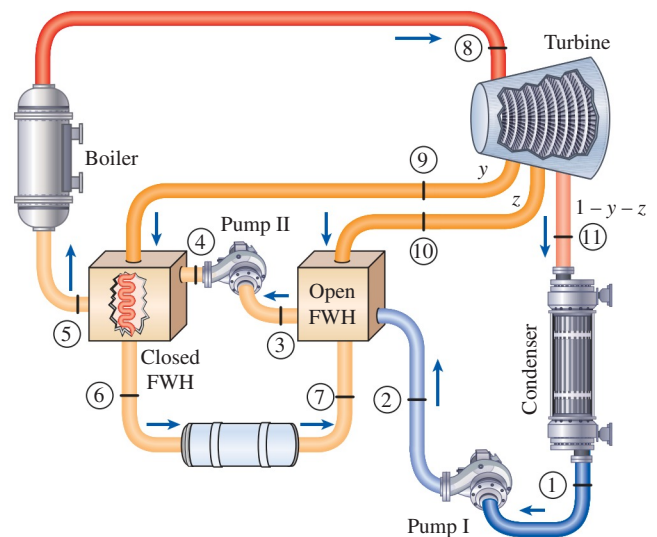 8
Turbine
Boiler
9
y
z
10
1 – y – z
11
4
Pump II
Open
FWH
5
3
Closed
FWH
6
7
2
Condenser
1
Pump I